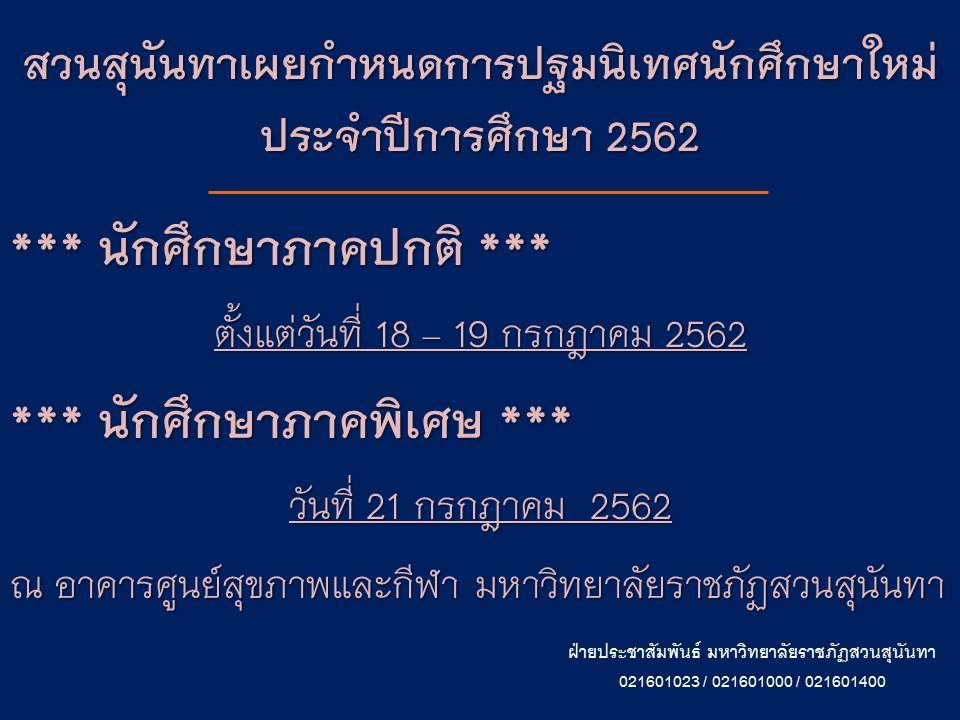 สวนสุนันทาเผยกำหนดการปฐมนิเทศนักศึกษาใหม่
ประจำปีการศึกษา 2562
*** นักศึกษาภาคปกติ ***
ตั้งแต่วันที่ 18 – 19 กรกฎาคม 2562
*** นักศึกษาภาคพิเศษ ***
วันที่ 21 กรกฎาคม  2562
ณ อาคารศูนย์สุขภาพและกีฬา มหาวิทยาลัยราชภัฏสวนสุนันทา
ฝ่ายประชาสัมพันธ์ มหาวิทยาลัยราชภัฏสวนสุนันทา
021601023 / 021601000 / 021601400